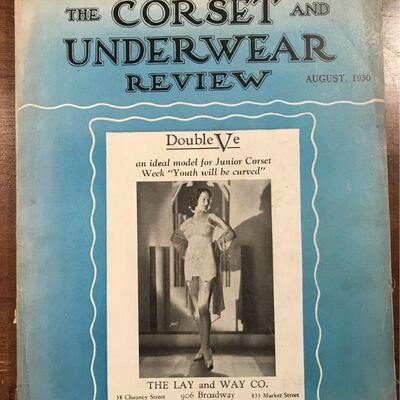 THE CORSET AND
UNDERWEAR
REVIEW
AUGUST, 1930
Double Ve
an ideal model for Junior Corset
Week "Youth will be curved"
THE LAY and WAY CO.
38 Chauncy Street 906 Broadway 833 Market Street